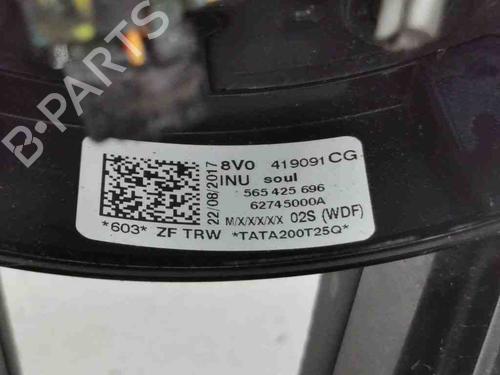 B-PARTS
22/08/2017
8V0 419091 CG
INU soul
565 425 696
62745000A
M/X/X/X/X 02S (WDF)
*603* ZF TRW *TATA200T25Q*